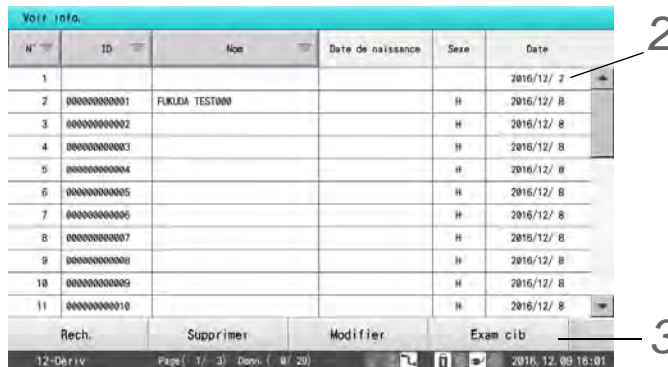 Voir info.
N° ID Nom Date de naissance Sexe Date
1 2016/12/ 2
2 000000000001 FUKUDA TEST000 H 2016/12/ 8
3 000000000002 H 2016/12/ 8
4 000000000003 H 2016/12/ 8
5 000000000004 H 2016/12/ 8
6 000000000005 H 2016/12/ 8
7 000000000006 H 2016/12/ 8
8 000000000007 H 2016/12/ 8
9 000000000008 H 2016/12/ 8
10 000000000009 H 2016/12/ 8
11 000000000010 H 2016/12/ 8
Rech. Supprimer Modifier Exam cib
12-Dériv Page( 1/ 3) Donn.( 0/ 29) 2016.12.09 16:01
2
3